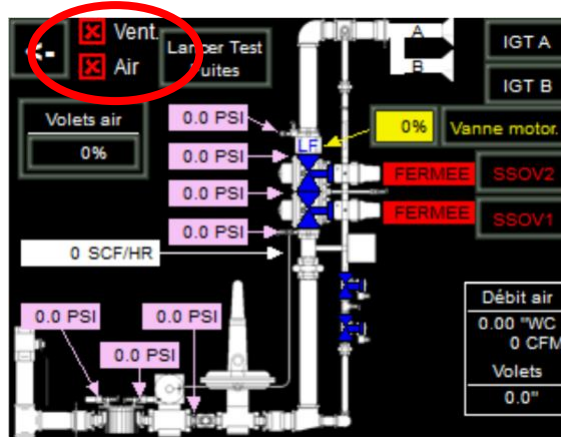 <-
Vent.
Air
Lancer Test
Fuites
A
B
IGT A
IGT B
Volets air
0%
0.0 PSI
LF
0%
Vanne motor.
0.0 PSI
FERMEE
SSOV2
0.0 PSI
FERMEE
SSOV1
0.0 PSI
0 SCF/HR
0.0 PSI
0.0 PSI
0.0 PSI
Débit air
0.00 "WC
0 CFM
Volets
0.0"